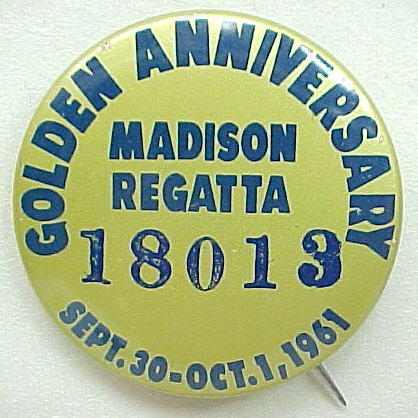 GOLDEN ANNIVERSARY
MADISON
REGATTA
18013
SEPT. 30-OCT. 1, 1961